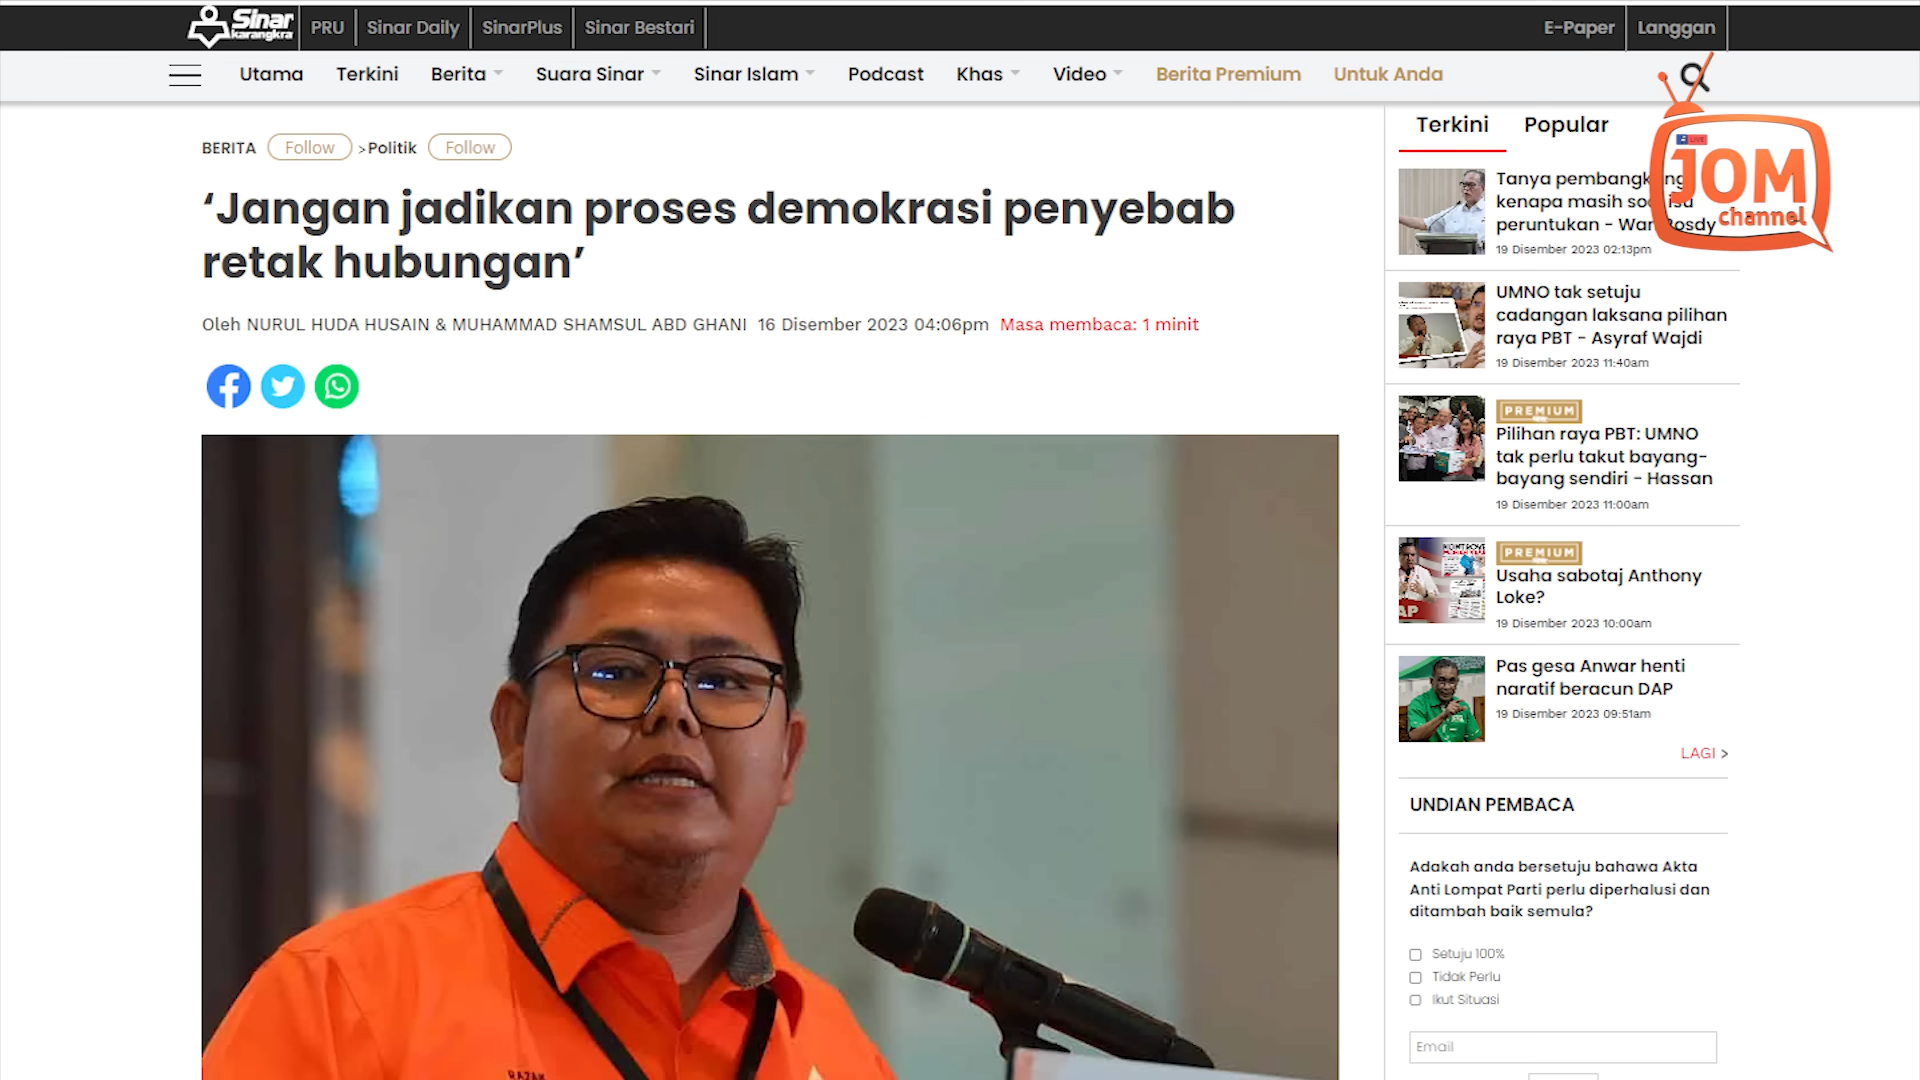 Sinar
karangkraf
PRU
Sinar Daily
SinarPlus
Sinar Bestari
E-Paper
Langgan
Utama
Terkini
Berita
Suara Sinar
Sinar Islam
Podcast
Khas
Video
Berita Premium
Untuk Anda
BERITA Follow >Politik Follow
‘Jangan jadikan proses demokrasi penyebab
retak hubungan’
Oleh NURUL HUDA HUSAIN & MUHAMMAD SHAMSUL ABD GHANI 16 Disember 2023 04:06pm Masa membaca: 1 minit
RAZAK
Terkini
Popular
LIVE
JOM
channel
Tanya
kenapa masih
peruntukan -
19 Disember 2023 02:13pm
UMNO tak setuju
cadangan laksana pilihan
raya PBT - Asyraf Wajdi
19 Disember 2023 11:40am
PREMIUM
Pilihan raya PBT: UMNO
tak perlu takut bayang-
bayang sendiri - Hassan
19 Disember 2023 11:00am
PREMIUM
Usaha sabotaj Anthony
Loke?
19 Disember 2023 10:00am
Pas gesa Anwar henti
naratif beracun DAP
19 Disember 2023 09:51am
LAGI >
UNDIAN PEMBACA
Adakah anda bersetuju bahawa Akta
Anti Lompat Parti perlu diperhalusi dan
ditambah baik semula?
Setuju 100%
Tidak Perlu
Ikut Situasi
Email